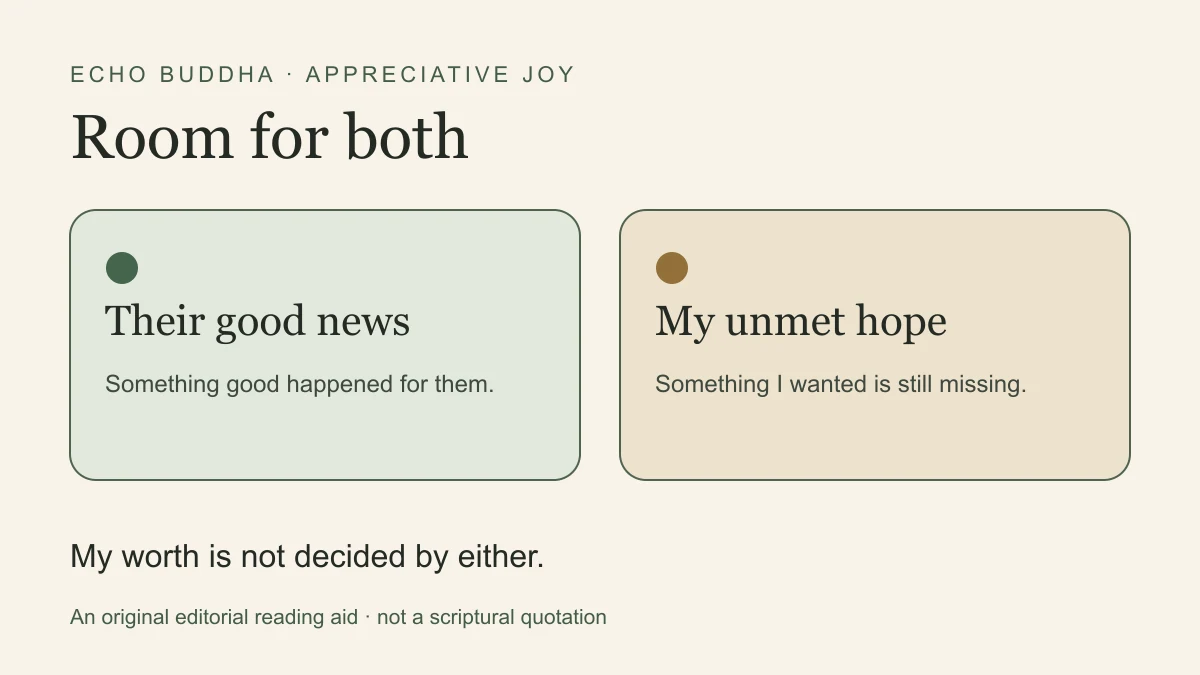 ECHO BUDDHA · APPRECIATIVE JOY
Room for both
Their good news
Something good happened for them.
My unmet hope
Something I wanted is still missing.
My worth is not decided by either.
An original editorial reading aid · not a scriptural quotation